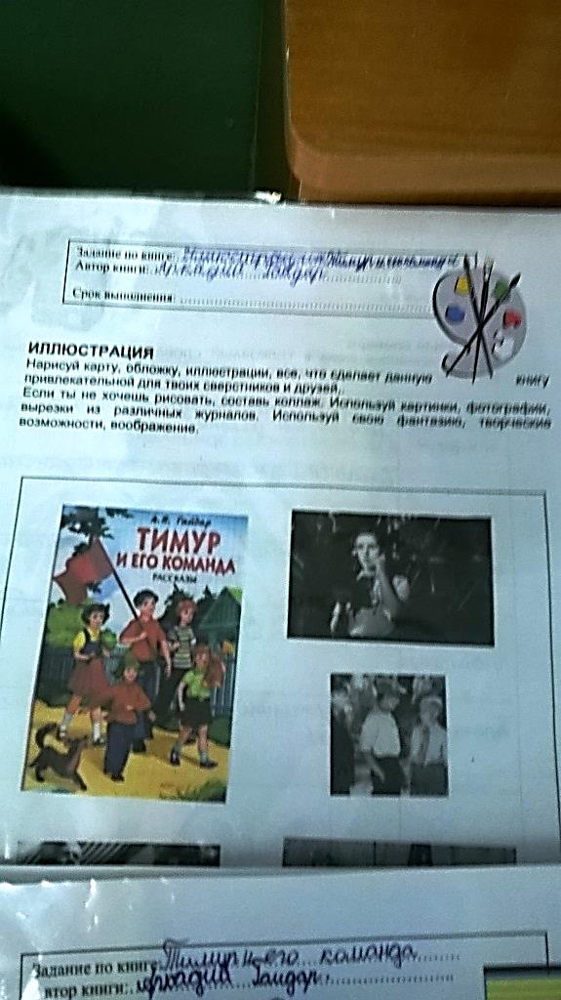 Задание по книге: Тимур и его команда
Автор книги: Аркадий Гайдар
Срок выполнения
ИЛЛЮСТРАЦИЯ
Нарисуй карту, обложку, иллюстрации, все, что сделает данную книгу
привлекательной для твоих сверстников и друзей.
Если ты не хочешь рисовать, составь коллаж. Используй картинки, фотографии,
вырезки из различных журналов. Используй свою фантазию, творческие
возможности, воображение.
А.П. Гайдар
ТИМУР
И ЕГО КОМАНДА
РАССКАЗЫ
Задание по книге: Тимур и его команда
втор книги: Аркадий Гайдар